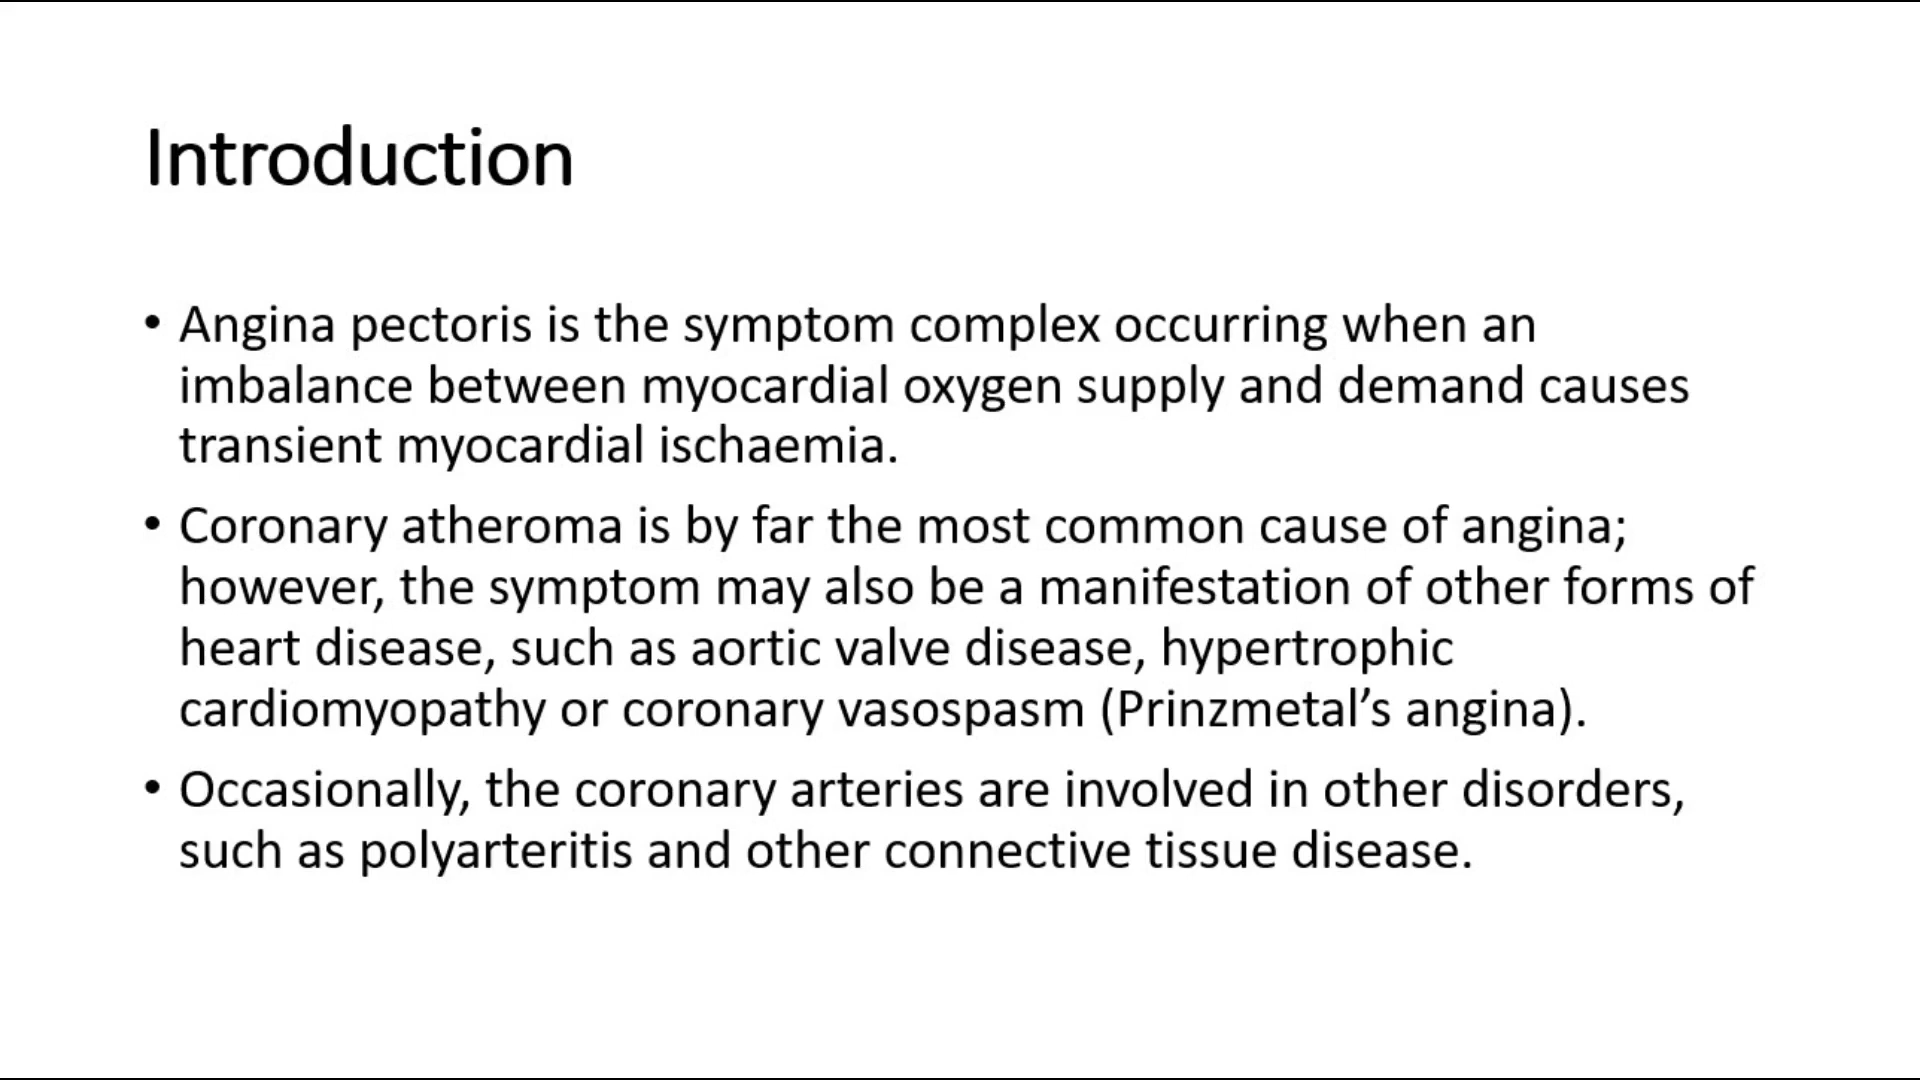 Introduction
• Angina pectoris is the symptom complex occurring when an
imbalance between myocardial oxygen supply and demand causes
transient myocardial ischaemia.
• Coronary atheroma is by far the most common cause of angina;
however, the symptom may also be a manifestation of other forms of
heart disease, such as aortic valve disease, hypertrophic
cardiomyopathy or coronary vasospasm (Prinzmetal’s angina).
• Occasionally, the coronary arteries are involved in other disorders,
such as polyarteritis and other connective tissue disease.